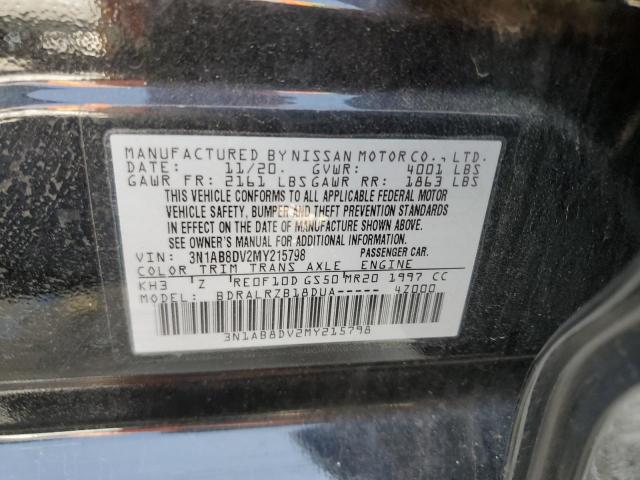 MANUFACTURED BY NISSAN MOTOR CO., LTD.
DATE: 11/20. GVWR: 4001 LBS
GAWR FR: 2161 LBS GAWR RR: 1863 LBS
THIS VEHICLE CONFORMS TO ALL APPLICABLE FEDERAL MOTOR
VEHICLE SAFETY, BUMPER AND THEFT PREVENTION STANDARDS
IN EFFECT ON THE DATE OF MANUFACTURE SHOWN ABOVE.
SEE OWNER'S MANUAL FOR ADDITIONAL INFORMATION.
VIN: 3N1AB8DV2MY215798 PASSENGER CAR.
COLOR TRIM TRANS AXLE ENGINE
KH3 Z RE0F10D GS50 MR20 1997 CC
MODEL: BDRALRZB18DUA----- 4Z000
3N1AB8DV2MY215798